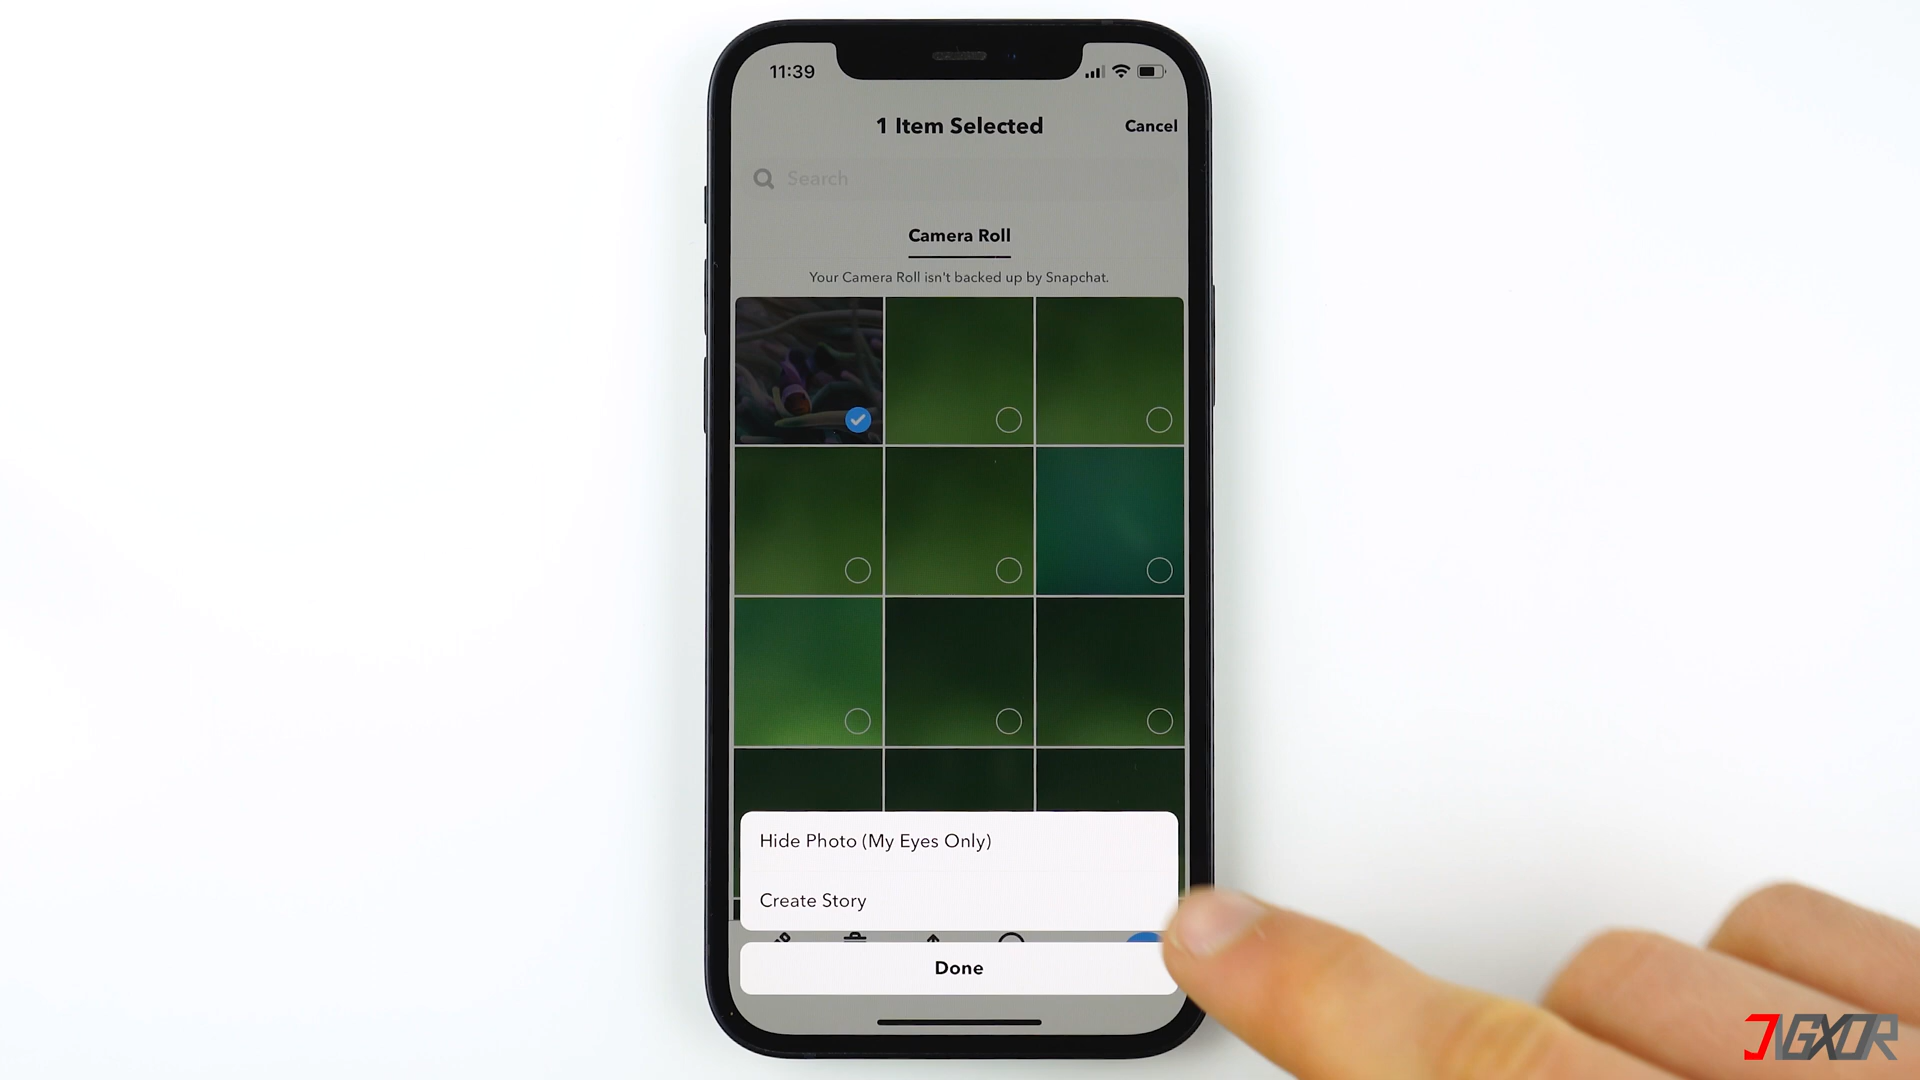 11:39
1 Item Selected
Cancel
Search
Camera Roll
Your Camera Roll isn't backed up by Snapchat.
Hide Photo (My Eyes Only)
Create Story
Done
JIGXOR